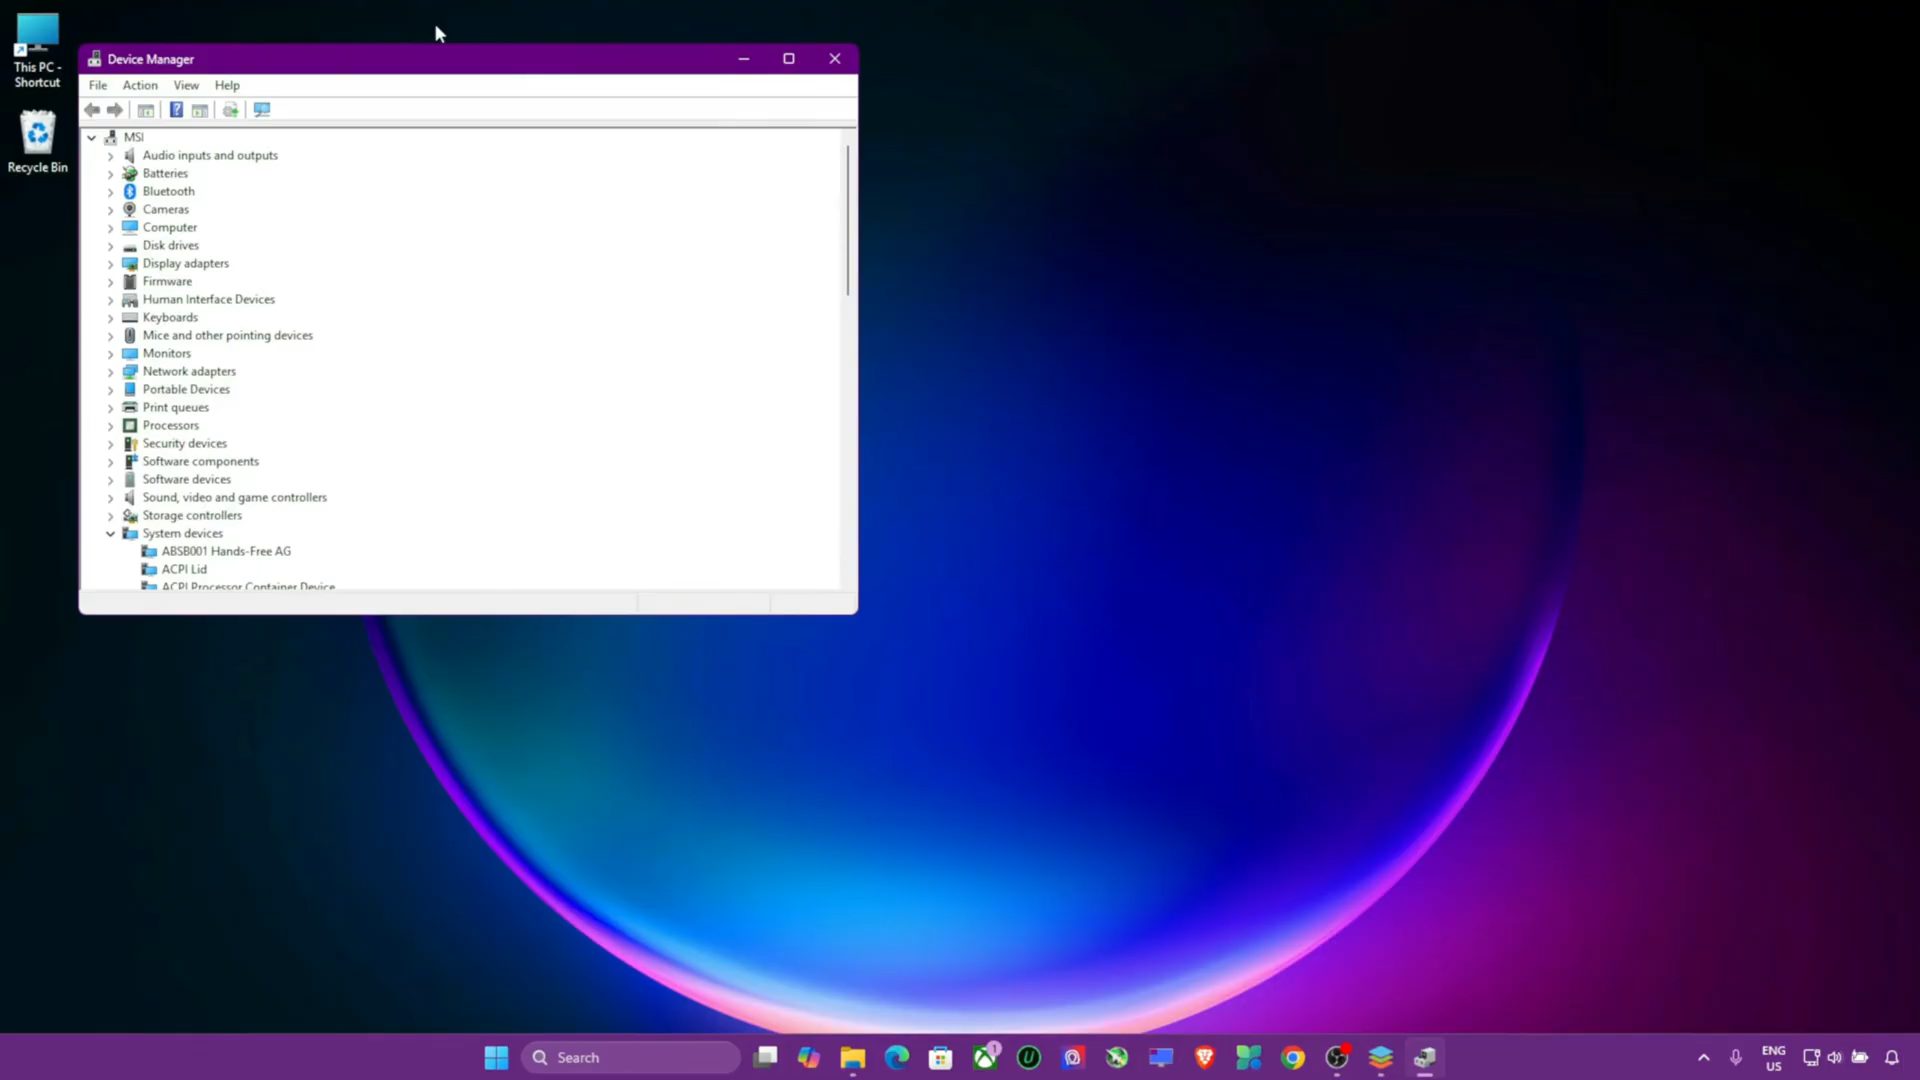 This PC -
Shortcut
Recycle Bin
Device Manager
File Action View Help
MSI
Audio inputs and outputs
Batteries
Bluetooth
Cameras
Computer
Disk drives
Display adapters
Firmware
Human Interface Devices
Keyboards
Mice and other pointing devices
Monitors
Network adapters
Portable Devices
Print queues
Processors
Security devices
Software components
Software devices
Sound, video and game controllers
Storage controllers
System devices
ABSB001 Hands-Free AG
ACPI Lid
ACPI Processor Container Device
Search
1
ENG
US